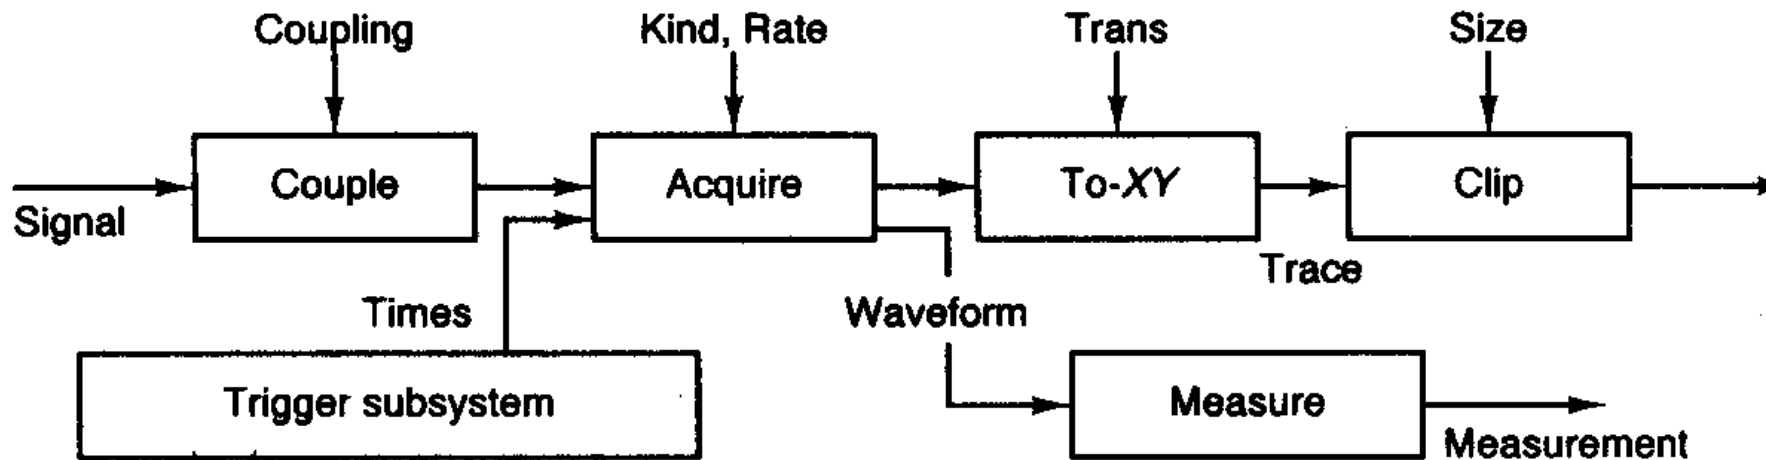 Coupling
Kind, Rate
Trans
Size
Couple
Acquire
To-XY
Clip
Signal
Trace
Times
Waveform
Trigger subsystem
Measure
Measurement